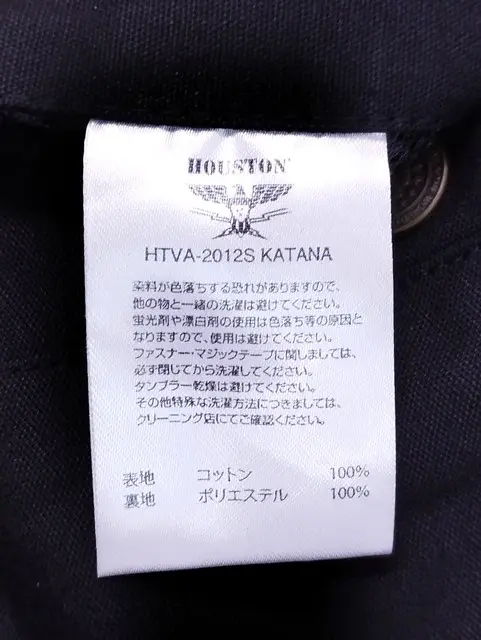 HOUSTON
HTVA-2012S KATANA
染料が色落ちする恐れがありますので、
他の物と一緒の洗濯は避けてください。
蛍光剤や漂白剤の使用は色落ち等の原因と
なりますので、使用は避けてください。
ファスナー・マジックテープに関しましては、
必ず閉じてから洗濯してください。
タンブラー乾燥は避けてください。
その他特殊な洗濯方法につきましては、
クリーニング店にてご確認ください。
表地 コットン 100%
裏地 ポリエステル 100%